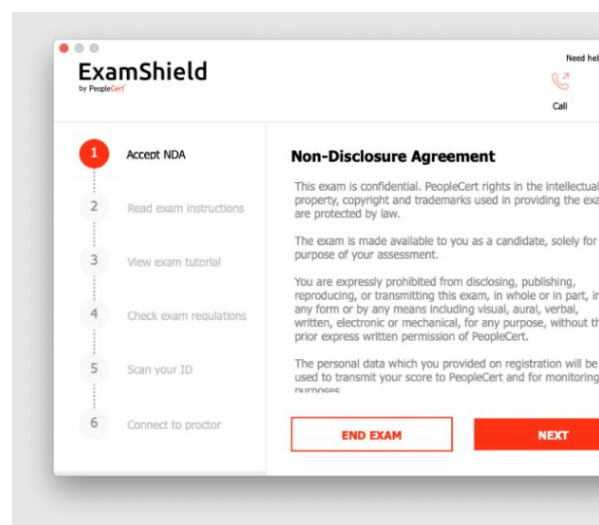 ExamShield
by PeopleCert
Need hel
Call
1 Accept NDA
2 Read exam instructions
3 View exam tutorial
4 Check exam regulations
5 Scan your ID
6 Connect to proctor
Non-Disclosure Agreement
This exam is confidential. PeopleCert rights in the intellectual
property, copyright and trademarks used in providing the exa
are protected by law.
The exam is made available to you as a candidate, solely for
purpose of your assessment.
You are expressly prohibited from disclosing, publishing,
reproducing, or transmitting this exam, in whole or in part, in
any form or by any means including visual, aural, verbal,
written, electronic or mechanical, for any purpose, without th
prior express written permission of PeopleCert.
The personal data which you provided on registration will be
used to transmit your score to PeopleCert and for monitoring
purposes
END EXAM
NEXT